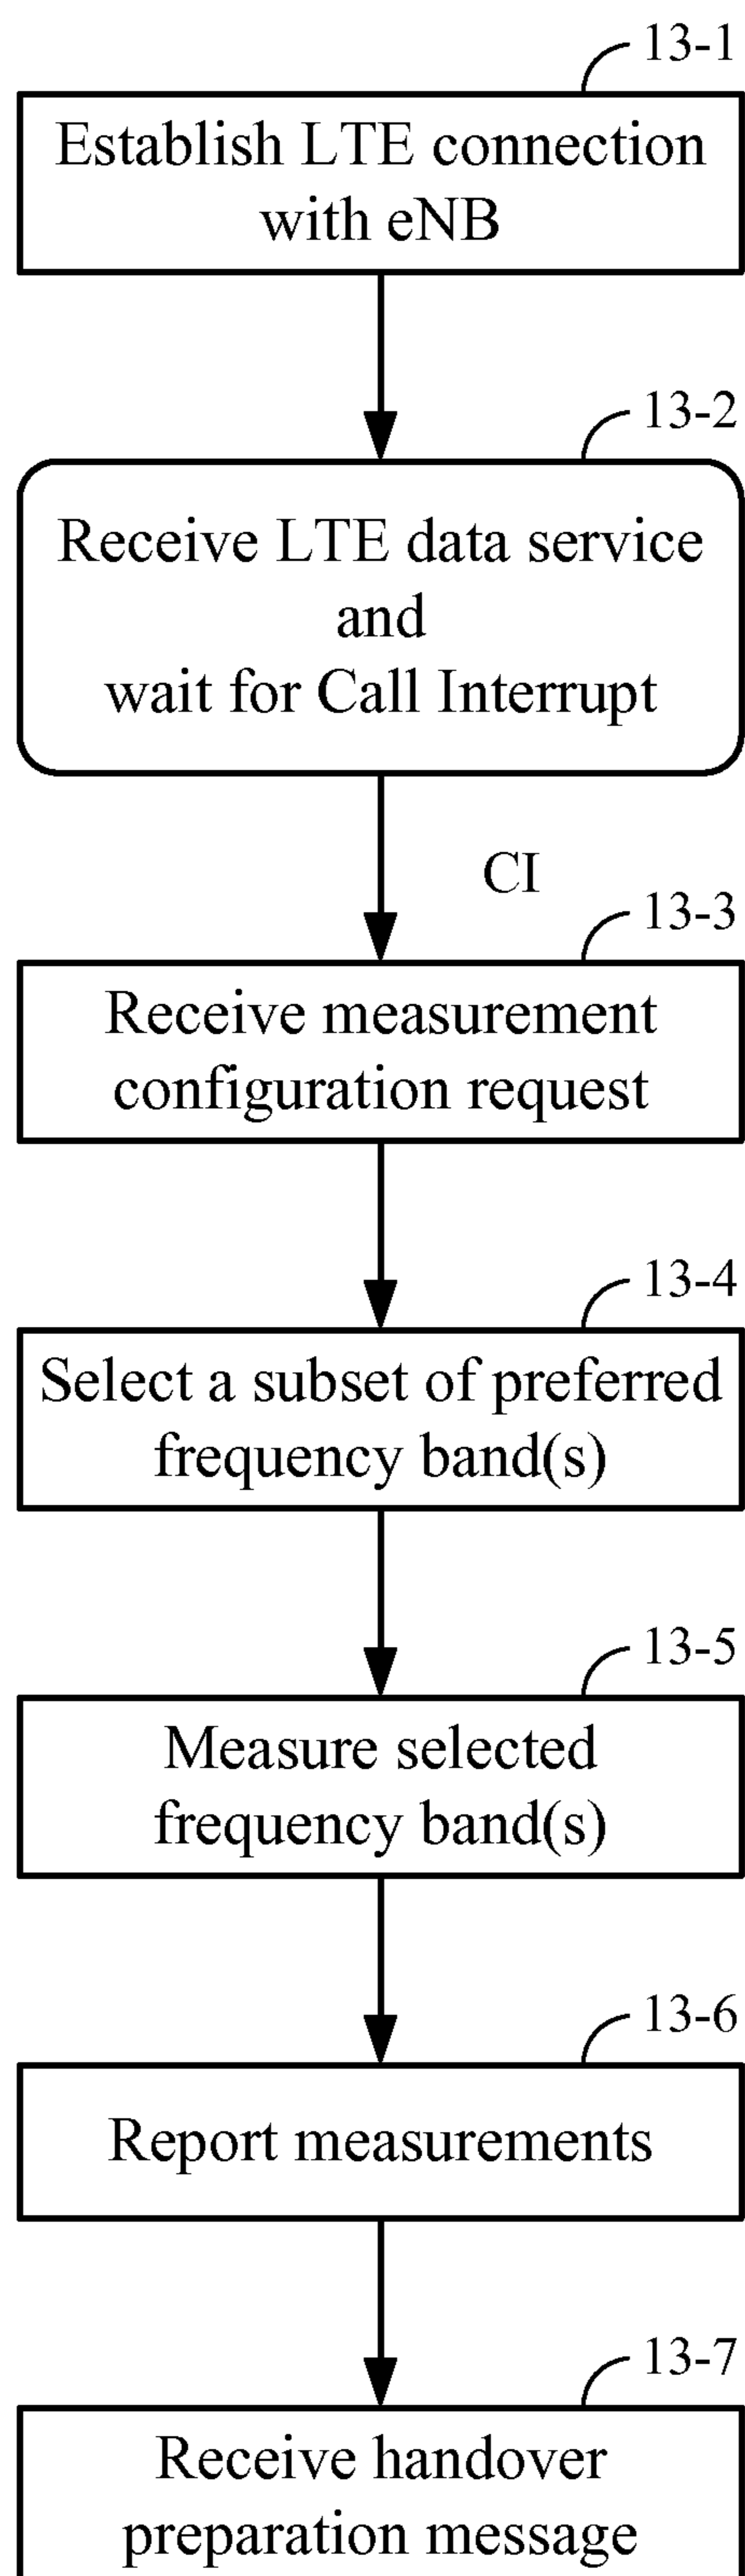 13-1
Establish LTE connection
with eNB
13-2
Receive LTE data service
and
wait for Call Interrupt
CI
13-3
Receive measurement
configuration request
13-4
Select a subset of preferred
frequency band(s)
13-5
Measure selected
frequency band(s)
13-6
Report measurements
13-7
Receive handover
preparation message